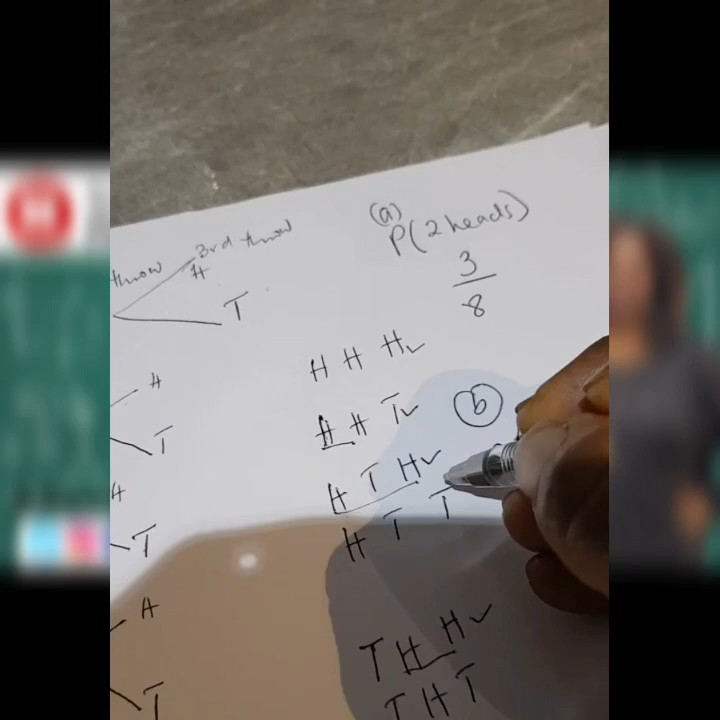 (a)
P(2 heads)
3
8
throw
3rd throw
H
T
H
T
H
T
H
T
H H H✓
H H T✓
(b)
H T H✓
H T T
T H H✓
T H T